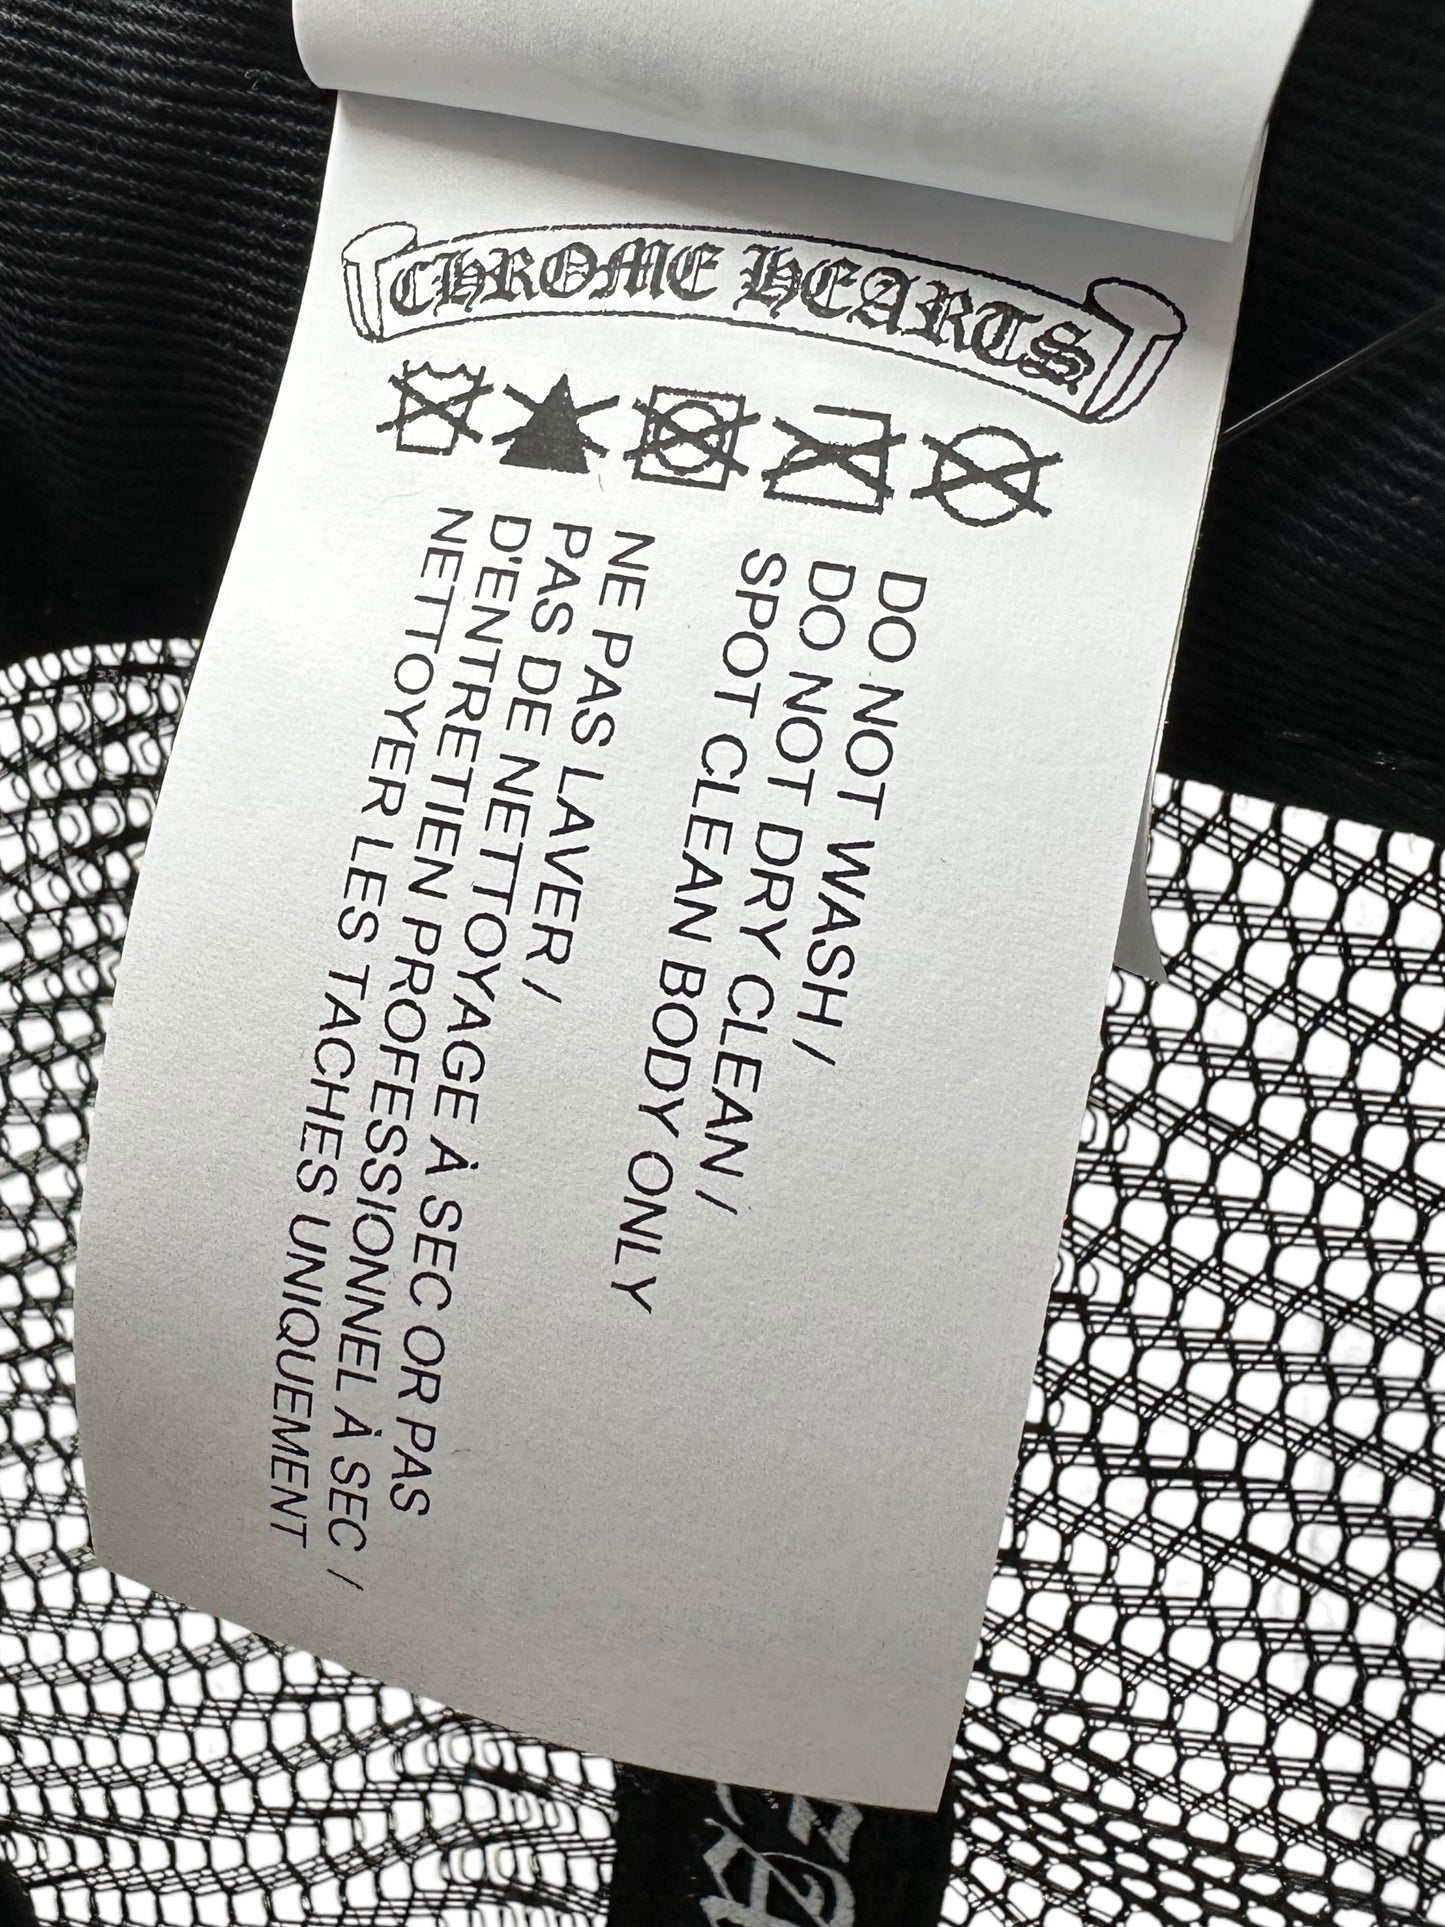 CHROME HEARTS
DO NOT WASH /
DO NOT DRY CLEAN /
SPOT CLEAN BODY ONLY
NE PAS LAVER /
PAS DE NETTOYAGE À SEC OR PAS
D'ENTRETIEN PROFESSIONNEL À SEC /
NETTOYER LES TACHES UNIQUEMENT